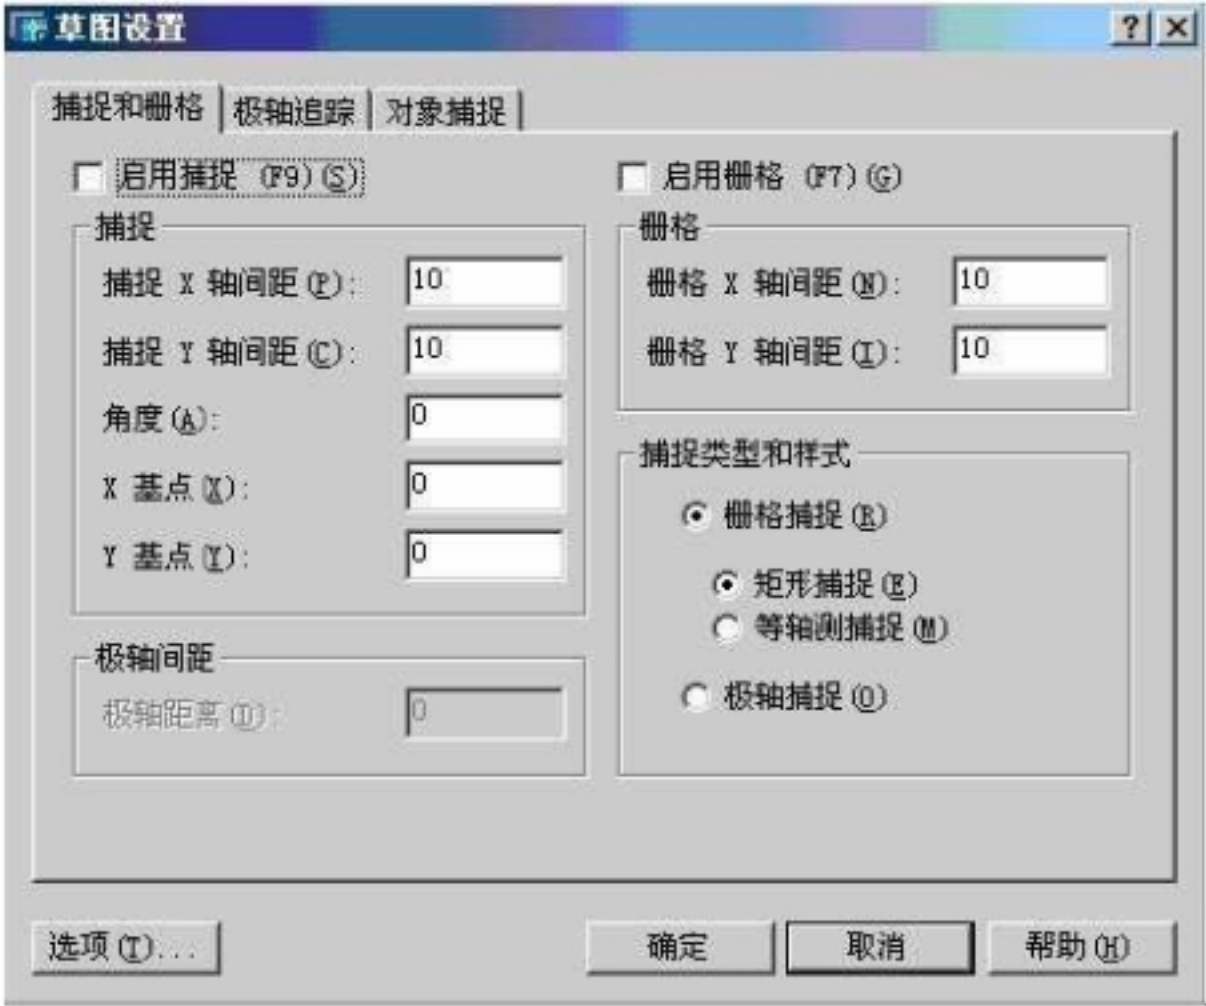 草图设置
捕捉和栅格 极轴追踪 对象捕捉
启用捕捉 (F9)(S)
捕捉
捕捉 X 轴间距(P): 10
捕捉 Y 轴间距(C): 10
角度(A): 0
X 基点(X): 0
Y 基点(Y): 0
极轴间距
极轴距离(D): 0
启用栅格 (F7)(G)
栅格
栅格 X 轴间距(N): 10
栅格 Y 轴间距(I): 10
捕捉类型和样式
栅格捕捉(R)
矩形捕捉(E)
等轴测捕捉(M)
极轴捕捉(O)
选项(T)... 确定 取消 帮助(H)